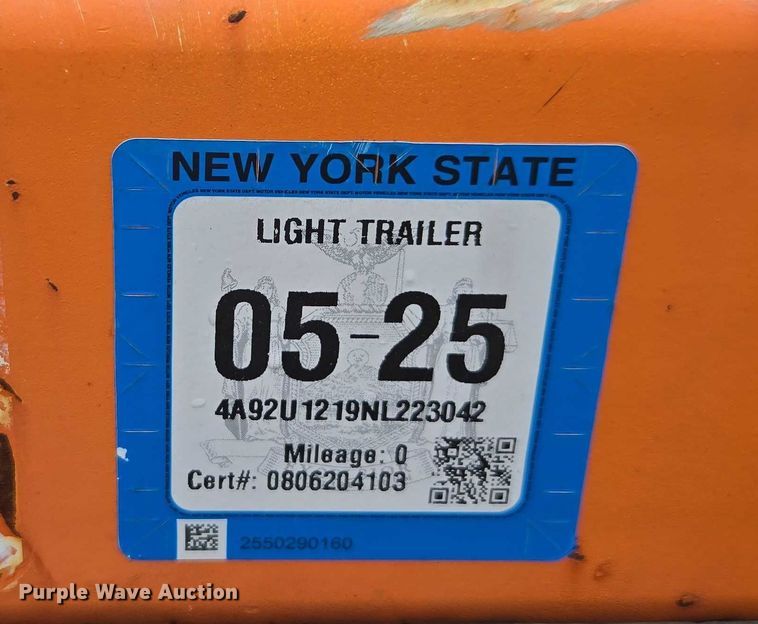 NEW YORK STATE
LIGHT TRAILER
05-25
4A92U1219NL223042
Mileage: 0
Cert#: 0806204103
2550290160
Purple Wave Auction